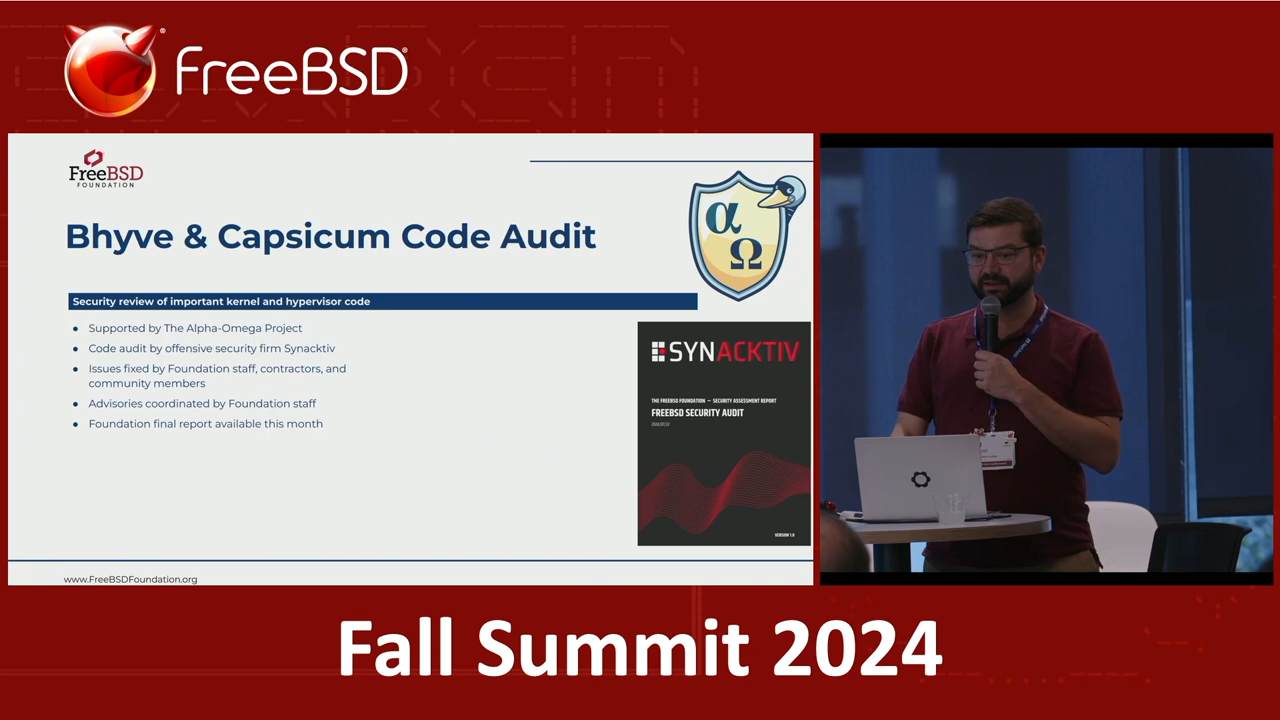 FreeBSD
FreeBSD
FOUNDATION
Bhyve & Capsicum Code Audit
α
Ω
Security review of important kernel and hypervisor code
● Supported by The Alpha-Omega Project
● Code audit by offensive security firm Synacktiv
● Issues fixed by Foundation staff, contractors, and
community members
● Advisories coordinated by Foundation staff
● Foundation final report available this month
SYNACKTIV
THE FREEBSD FOUNDATION – SECURITY ASSESSMENT REPORT
FREEBSD SECURITY AUDIT
VERSION 1.0
www.FreeBSDFoundation.org
Fall Summit 2024